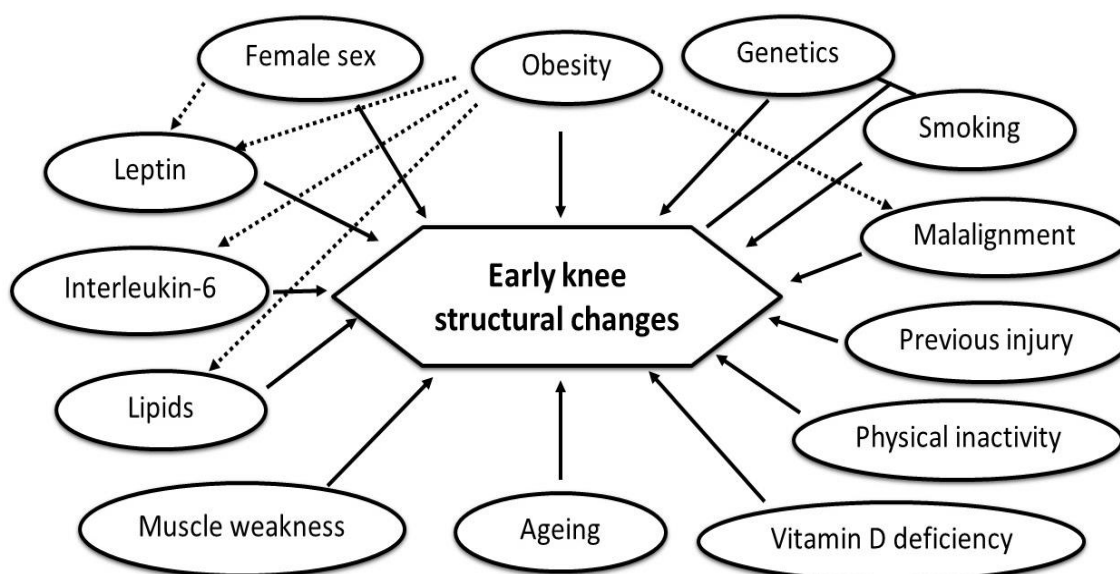 Female sex
Obesity
Genetics
Smoking
Leptin
Malalignment
Interleukin-6
Early knee
structural changes
Previous injury
Lipids
Physical inactivity
Muscle weakness
Ageing
Vitamin D deficiency